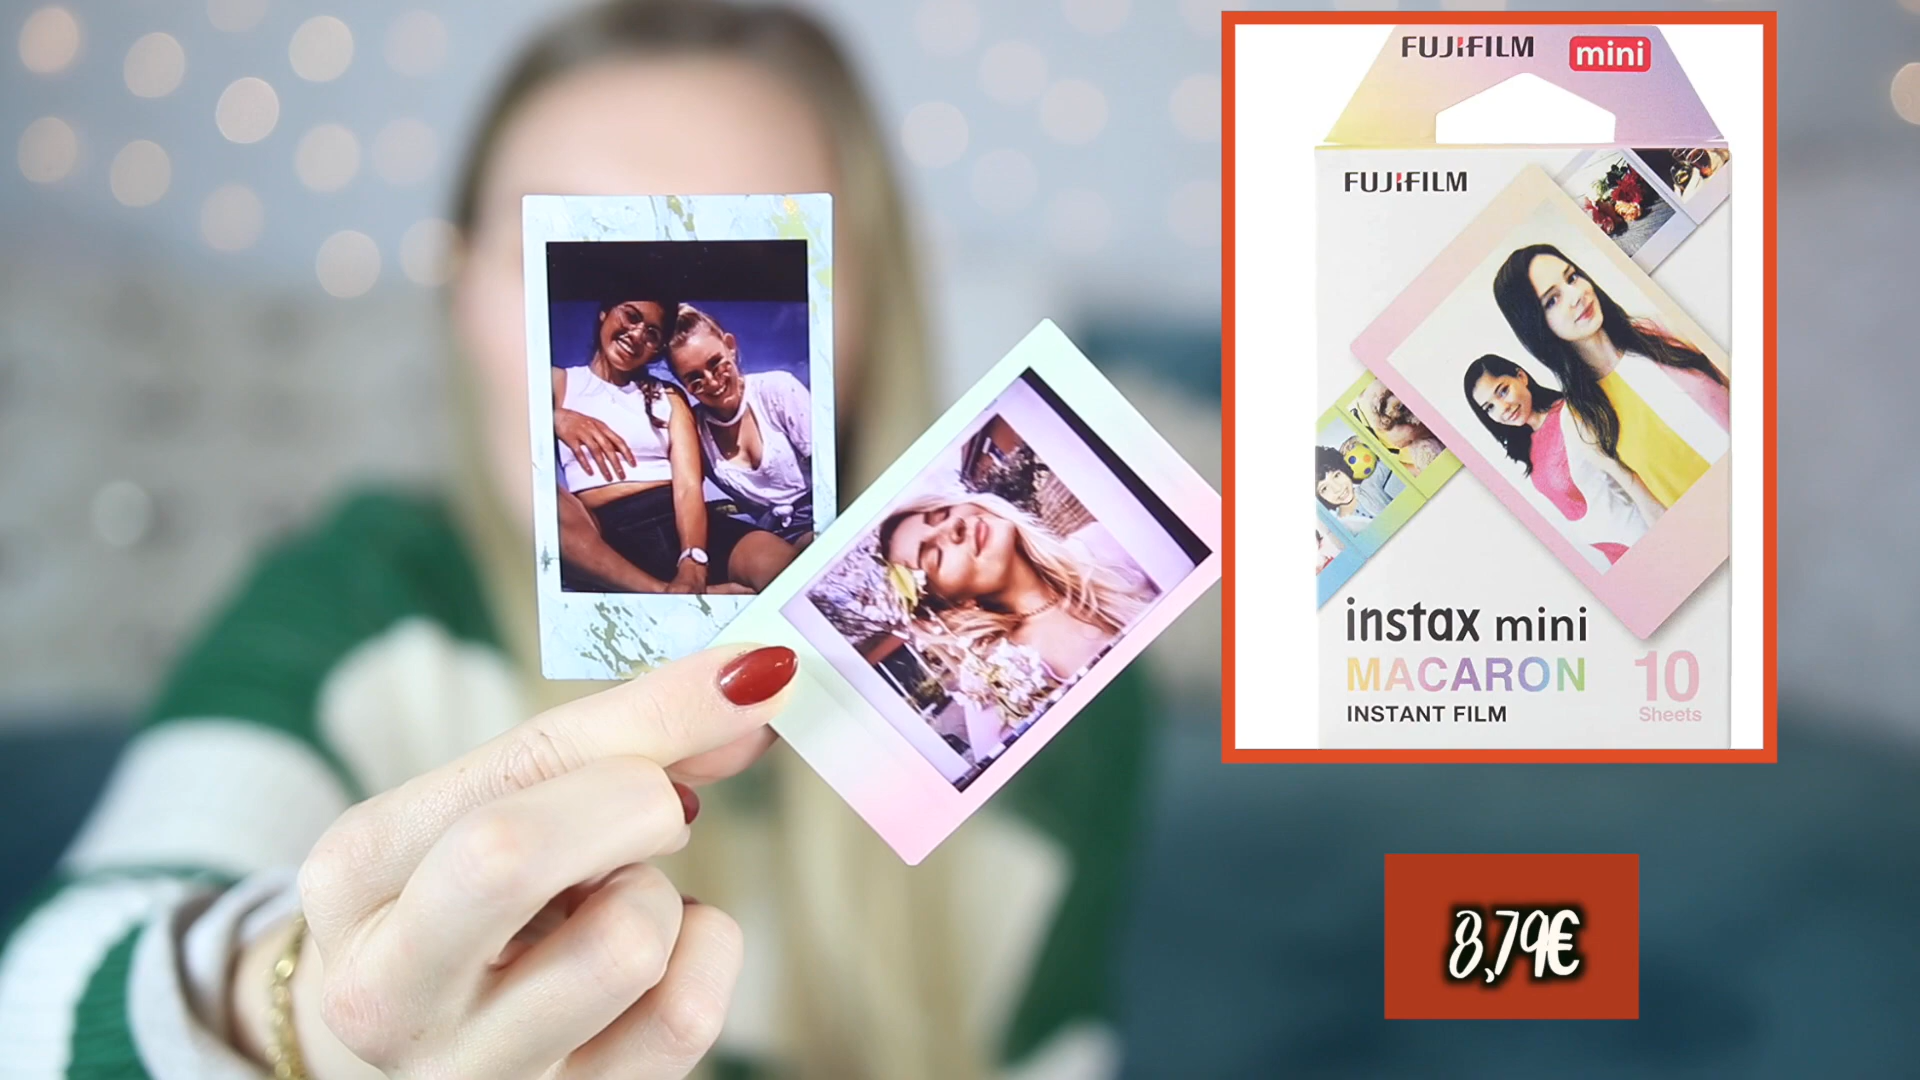 FUJIFILM mini
FUJIFILM
instax mini
MACARON
INSTANT FILM
10
Sheets
8,79€